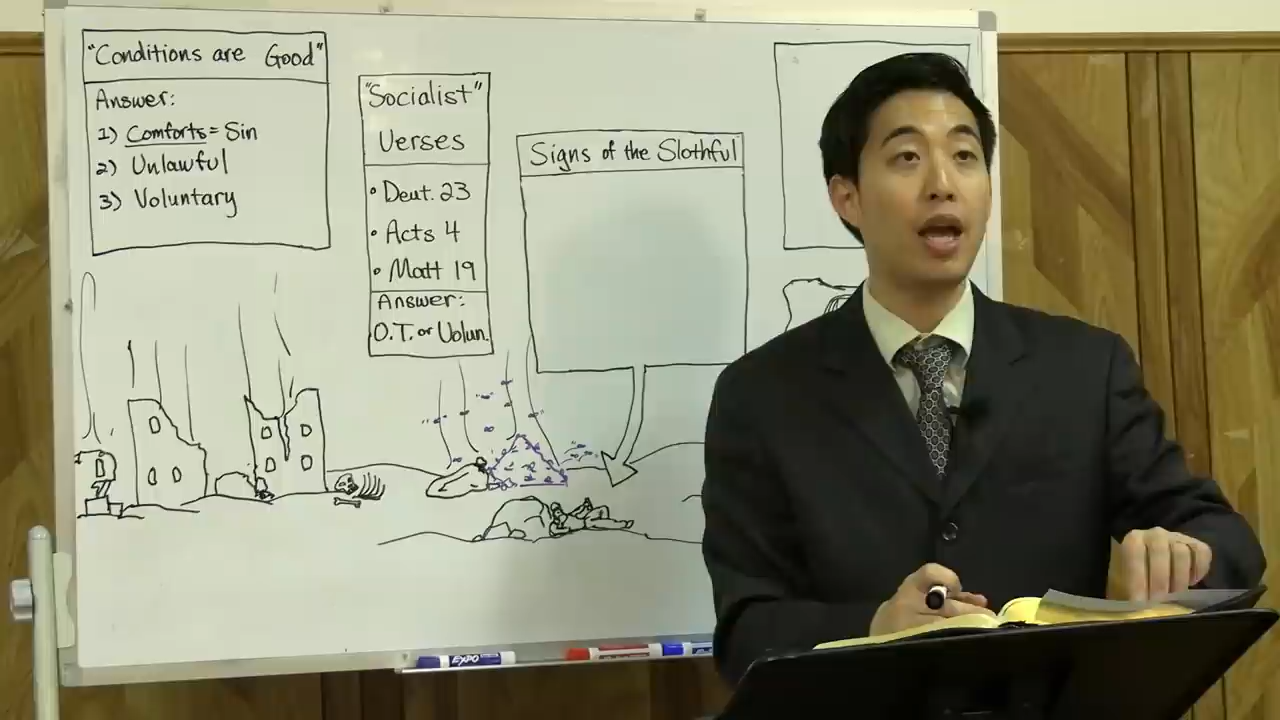 "Conditions are Good"
Answer:
1) Comforts = Sin
2) Unlawful
3) Voluntary
"Socialist"
Verses
• Deut. 23
• Acts 4
• Matt 19
Answer:
O.T. or Volun.
Signs of the Slothful
EXPO